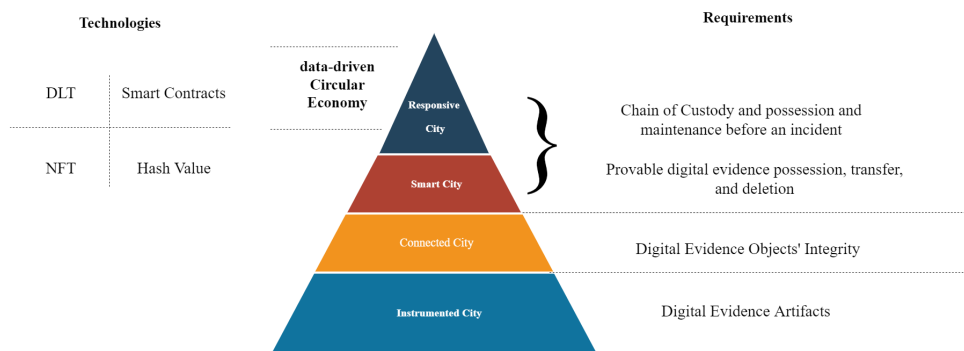 Technologies
DLT
Smart Contracts
NFT
Hash Value
data-driven
Circular
Economy
Responsive
City
Smart City
Connected City
Instrumented City
Requirements
Chain of Custody and possession and
maintenance before an incident
Provable digital evidence possession, transfer,
and deletion
Digital Evidence Objects' Integrity
Digital Evidence Artifacts